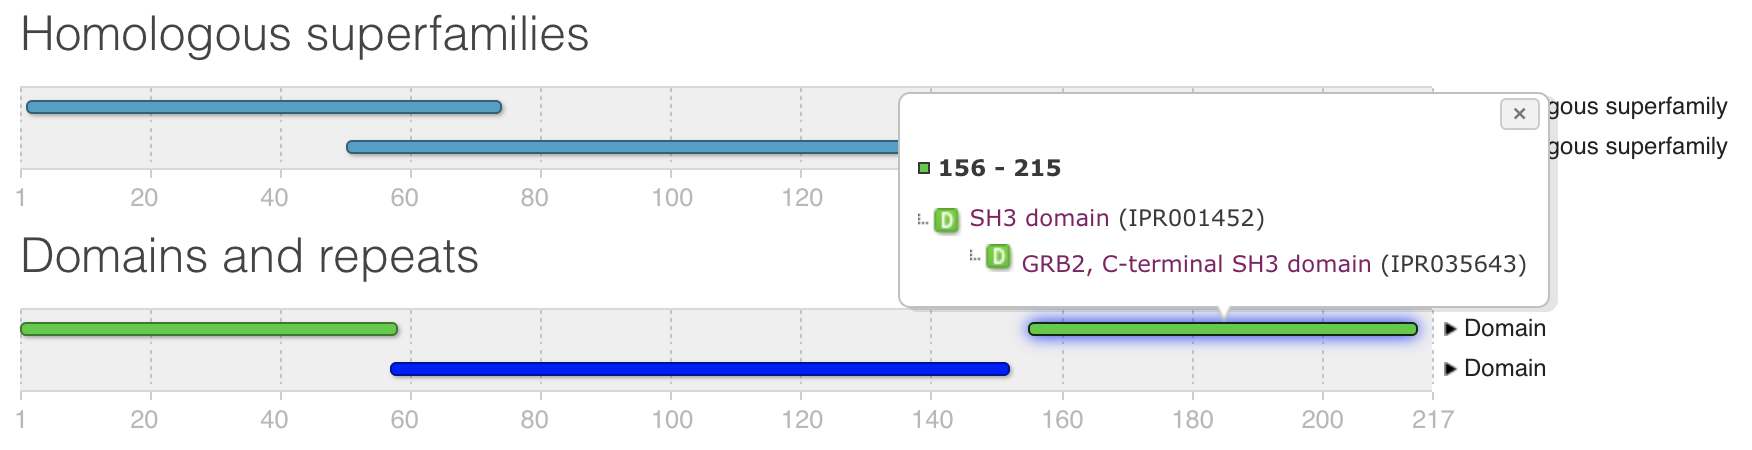 Homologous superfamilies
gous superfamily
gous superfamily
1 20 40 60 80 100 120
×
156 - 215
D SH3 domain (IPR001452)
D GRB2, C-terminal SH3 domain (IPR035643)
Domains and repeats
Domain
Domain
1 20 40 60 80 100 120 140 160 180 200 217